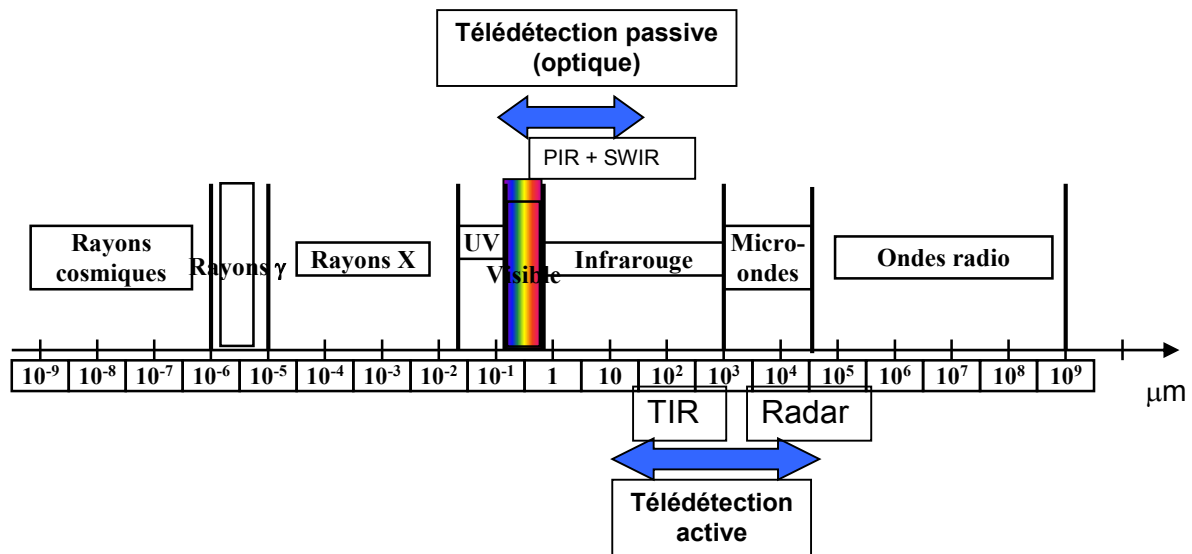 Télédétection passive
(optique)
PIR + SWIR
Rayons
cosmiques
Rayons γ
Rayons X
UV
Visible
Infrarouge
Micro-
ondes
Ondes radio
10⁻⁹ 10⁻⁸ 10⁻⁷ 10⁻⁶ 10⁻⁵ 10⁻⁴ 10⁻³ 10⁻² 10⁻¹ 1 10 10² 10³ 10⁴ 10⁵ 10⁶ 10⁷ 10⁸ 10⁹
μm
TIR
Radar
Télédétection
active